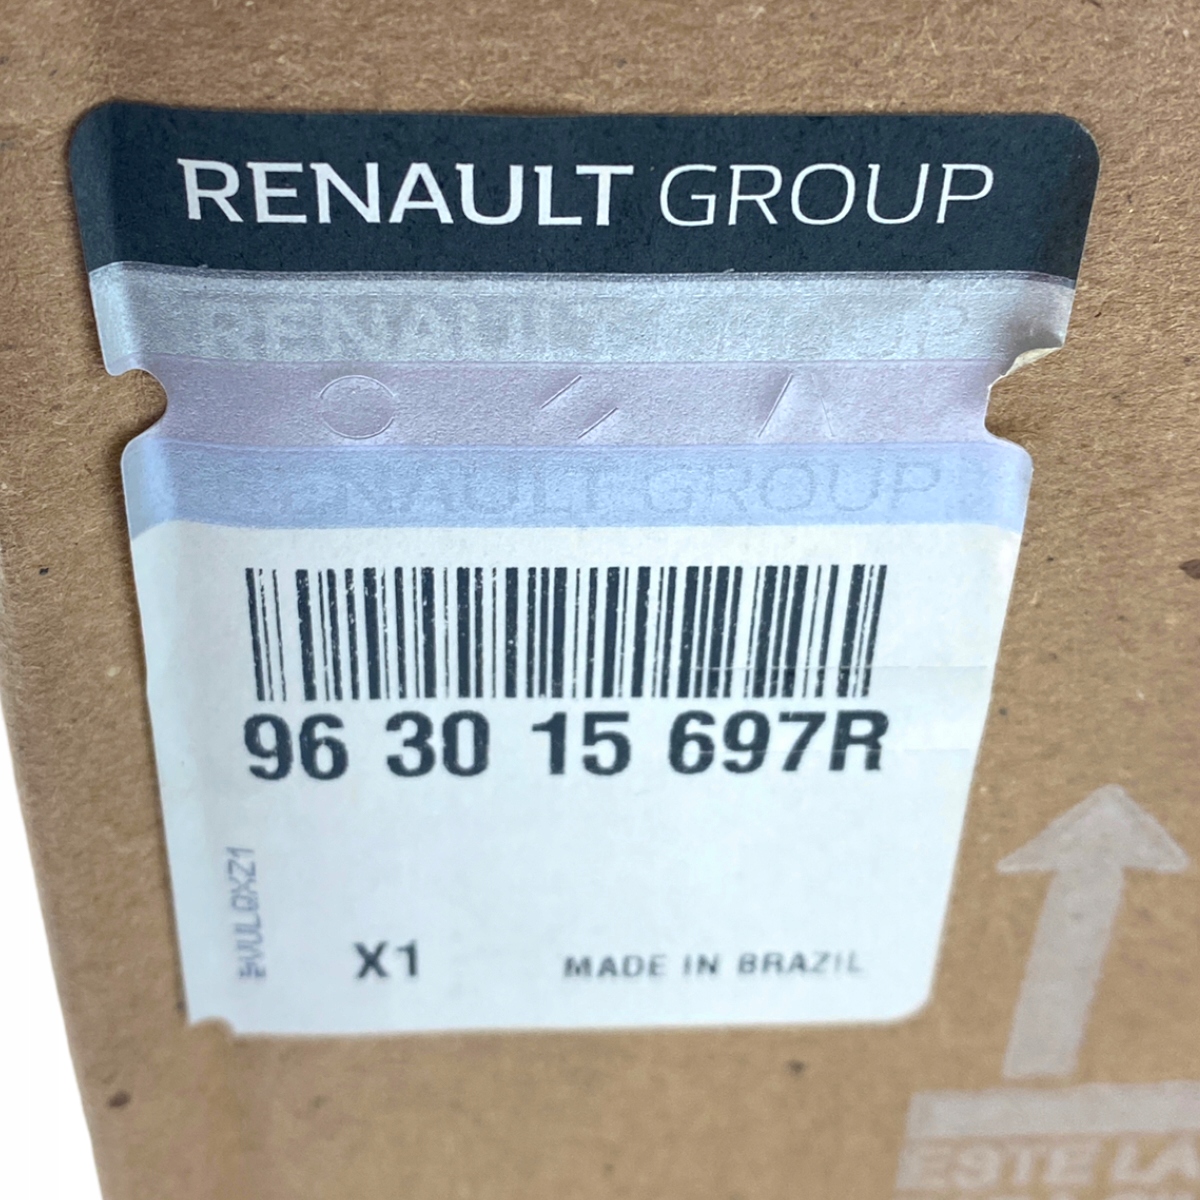 RENAULT GROUP
RENAULT GROUP
RENAULT GROUP
96 30 15 697R
X1
MADE IN BRAZIL
ESTE LA